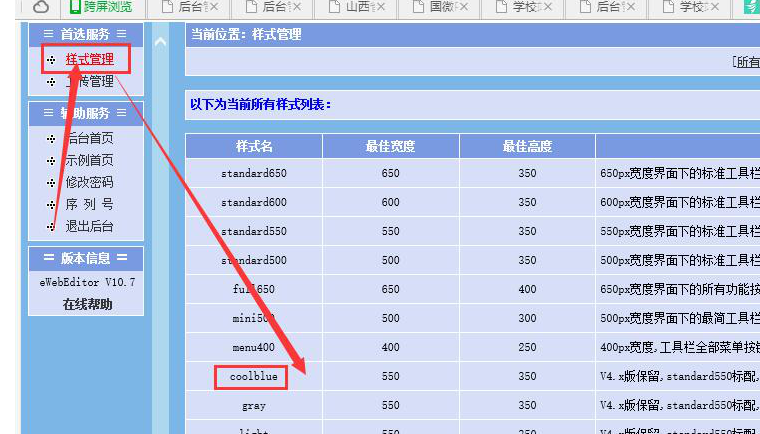 跨屏浏览 后台 后台 山西 国微 学校 后台 学校
首选服务
样式管理
上传管理
辅助服务
后台首页
示例首页
修改密码
序 列 号
退出后台
版本信息
eWebEditor V10.7
在线帮助
当前位置：样式管理
[所有
以下为当前所有样式列表：
样式名 最佳宽度 最佳高度
standard650 650 350 650px宽度界面下的标准工具栏
standard600 600 350 600px宽度界面下的标准工具栏
standard550 550 350 550px宽度界面下的标准工具栏
standard500 500 350 500px宽度界面下的标准工具栏
full650 650 400 650px宽度界面下的所有功能按
mini500 500 300 500px宽度界面下的最简工具栏
menu400 400 250 400px宽度,工具栏全部菜单按钮
coolblue 550 350 V4.x版保留,standard550标配,
gray 550 350 V4.x版保留,standard550标配,
light 550 350 V4.x版保留,standard550标配